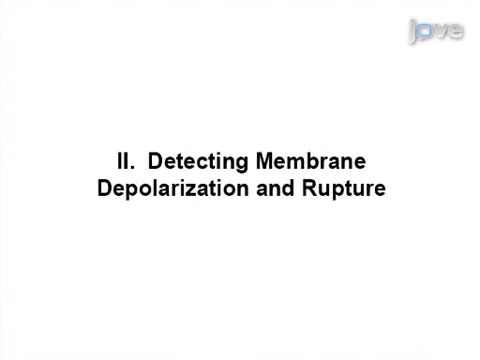 jove
II. Detecting Membrane
Depolarization and Rupture